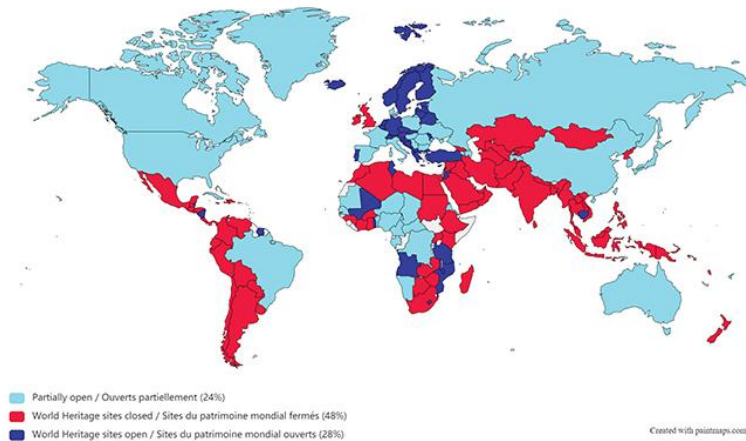 Partially open / Ouverts partiellement (24%)
World Heritage sites closed / Sites du patrimoine mondial fermés (48%)
World Heritage sites open / Sites du patrimoine mondial ouverts (28%)
Created with paintmaps.com